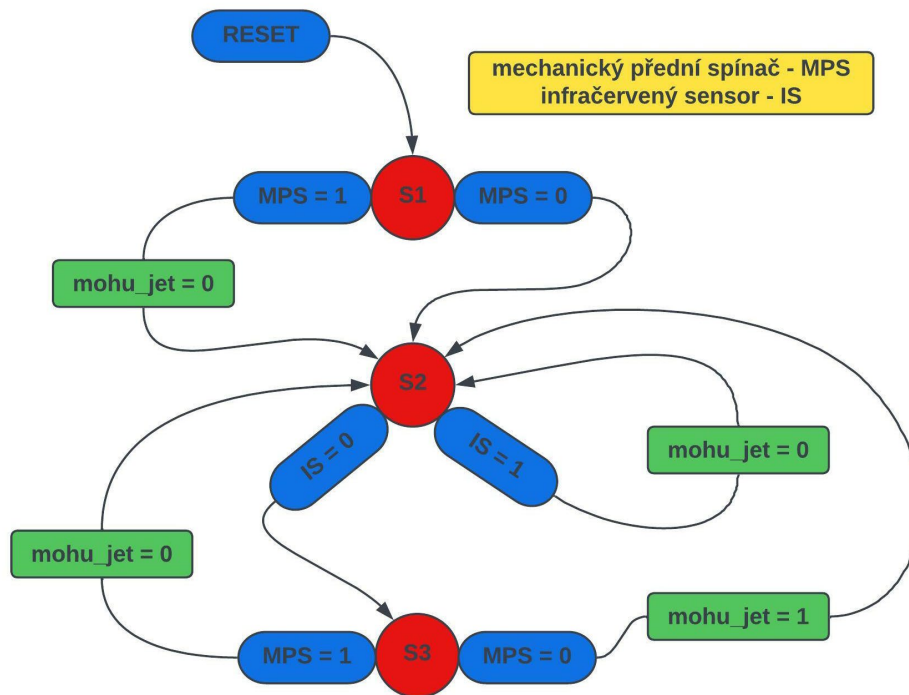 RESET
mechanický přední spínač - MPS
infračervený sensor - IS
MPS = 1
S1
MPS = 0
mohu_jet = 0
S2
IS = 0
IS = 1
mohu_jet = 0
mohu_jet = 0
mohu_jet = 1
MPS = 1
S3
MPS = 0